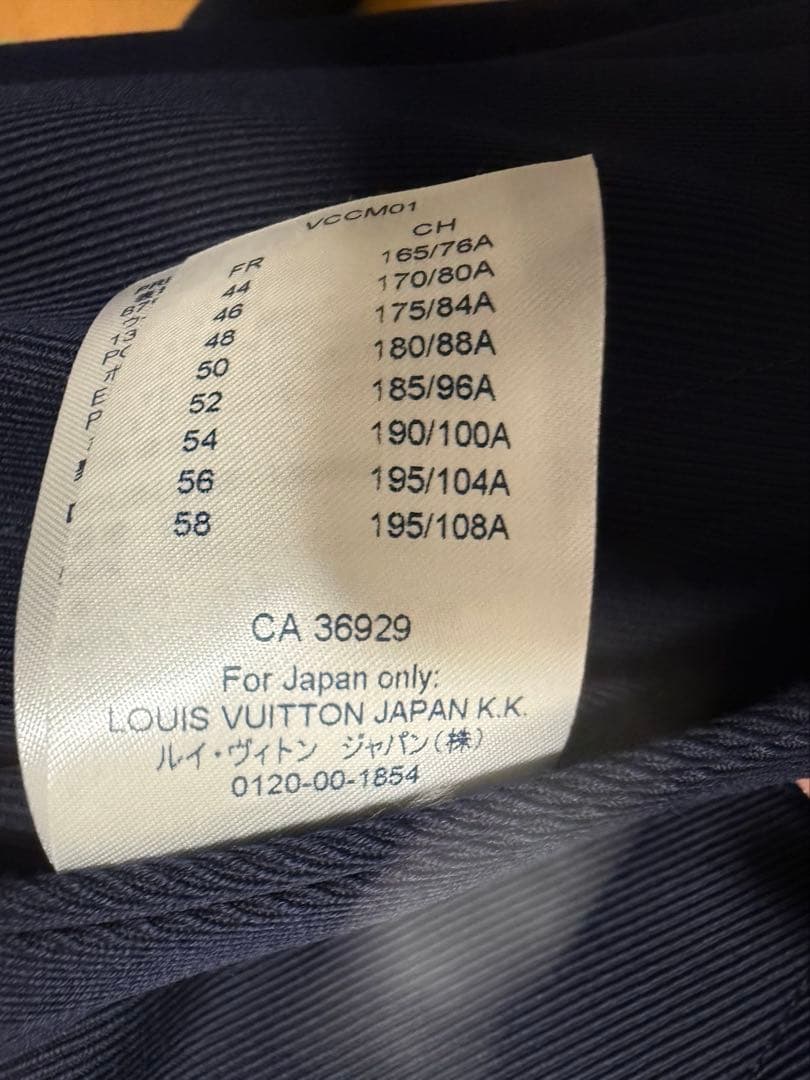 VCCM01
FR CH
44 165/76A
46 170/80A
48 175/84A
50 180/88A
52 185/96A
54 190/100A
56 195/104A
58 195/108A
CA 36929
For Japan only:
LOUIS VUITTON JAPAN K.K.
ルイ・ヴィトン ジャパン(株)
0120-00-1854